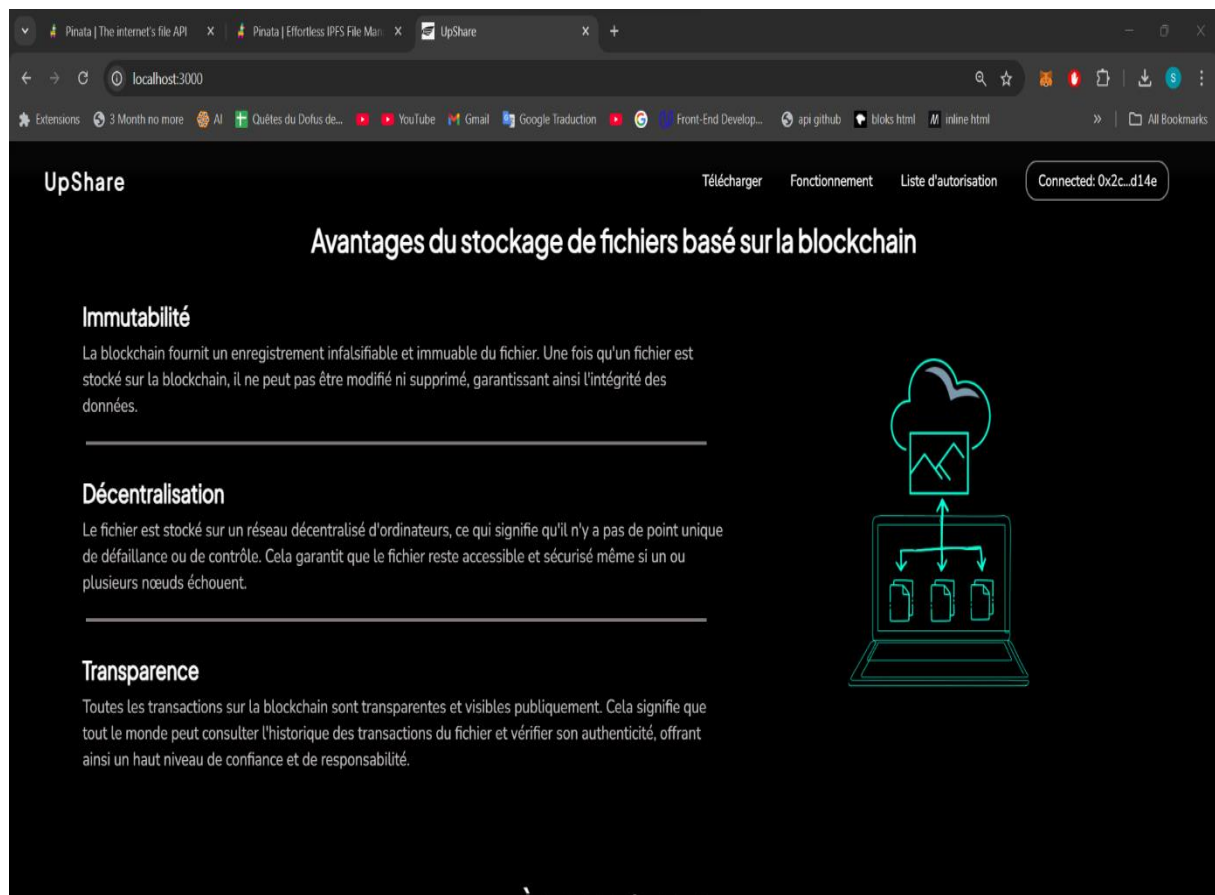 Pinata | The internet's file API
Pinata | Effortless IPFS File Man
UpShare
localhost:3000
Extensions
3 Month no more
AI
Quêtes du Dofus de...
YouTube
Gmail
Google Traduction
Front-End Develop...
api github
bloks html
inline html
»
All Bookmarks
UpShare
Télécharger
Fonctionnement
Liste d'autorisation
Connected: 0x2c...d14e
Avantages du stockage de fichiers basé sur la blockchain
Immutabilité
La blockchain fournit un enregistrement infalsifiable et immuable du fichier. Une fois qu'un fichier est
stocké sur la blockchain, il ne peut pas être modifié ni supprimé, garantissant ainsi l'intégrité des
données.
Décentralisation
Le fichier est stocké sur un réseau décentralisé d'ordinateurs, ce qui signifie qu'il n'y a pas de point unique
de défaillance ou de contrôle. Cela garantit que le fichier reste accessible et sécurisé même si un ou
plusieurs nœuds échouent.
Transparence
Toutes les transactions sur la blockchain sont transparentes et visibles publiquement. Cela signifie que
tout le monde peut consulter l'historique des transactions du fichier et vérifier son authenticité, offrant
ainsi un haut niveau de confiance et de responsabilité.